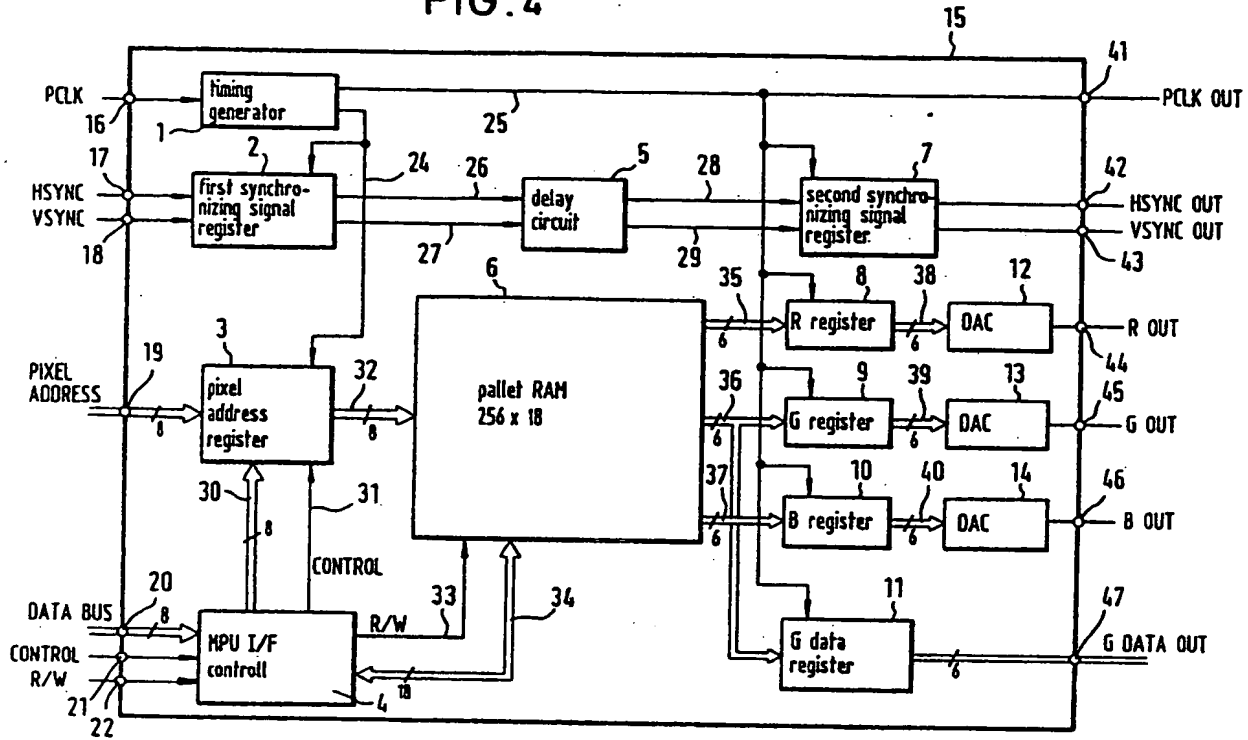 FIG. 4
15
41
PCLK
16
timing
generator
1
25
PCLK OUT
17
HSYNC
VSYNC
18
2
first synchro-
nizing signal
register
24
26
27
5
delay
circuit
28
29
7
second synchro-
nizing signal
register.
42
HSYNC OUT
VSYNC OUT
43
6
pallet RAM
256 x 18
35
6
8
R register
38
6
12
DAC
R OUT
44
PIXEL
ADDRESS
19
8
3
pixel
address
register
32
8
36
6
9
G register
39
6
13
DAC
45
G OUT
30
8
31
CONTROL
37
6
10
B register
40
6
14
DAC
46
B OUT
DATA BUS
20
8
CONTROL
21
R/W
22
MPU I/F
controll
4
R/W
33
34
18
11
G data
register
6
47
G DATA OUT